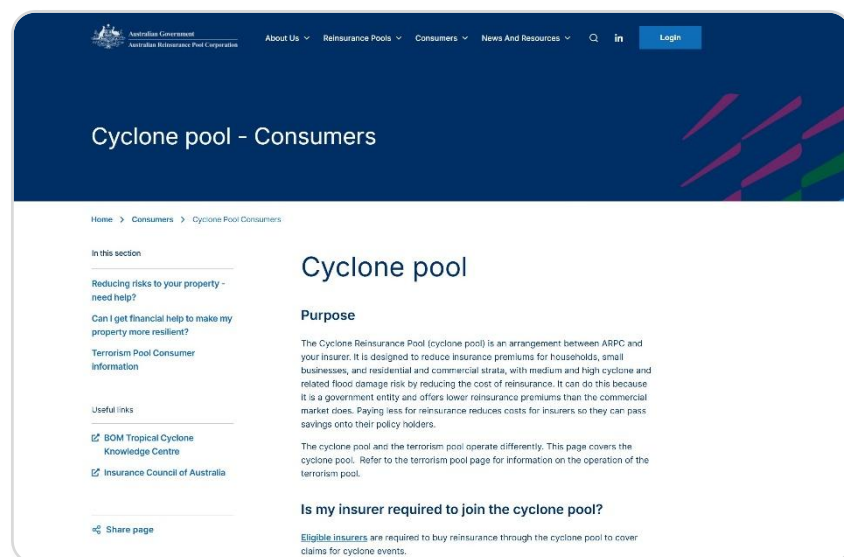 Australian Government
Australian Reinsurance Pool Corporation
About Us
Reinsurance Pools
Consumers
News And Resources
in
Login
Cyclone pool - Consumers
Home > Consumers > Cyclone Pool Consumers
In this section
Reducing risks to your property -
need help?
Can I get financial help to make my
property more resilient?
Terrorism Pool Consumer
information
Useful links
BOM Tropical Cyclone
Knowledge Centre
Insurance Council of Australia
Share page
Cyclone pool
Purpose
The Cyclone Reinsurance Pool (cyclone pool) is an arrangement between ARPC and
your insurer. It is designed to reduce insurance premiums for households, small
businesses, and residential and commercial strata, with medium and high cyclone and
related flood damage risk by reducing the cost of reinsurance. It can do this because
it is a government entity and offers lower reinsurance premiums than the commercial
market does. Paying less for reinsurance reduces costs for insurers so they can pass
savings onto their policy holders.
The cyclone pool and the terrorism pool operate differently. This page covers the
cyclone pool. Refer to the terrorism pool page for information on the operation of the
terrorism pool.
Is my insurer required to join the cyclone pool?
Eligible insurers are required to buy reinsurance through the cyclone pool to cover
claims for cyclone events.